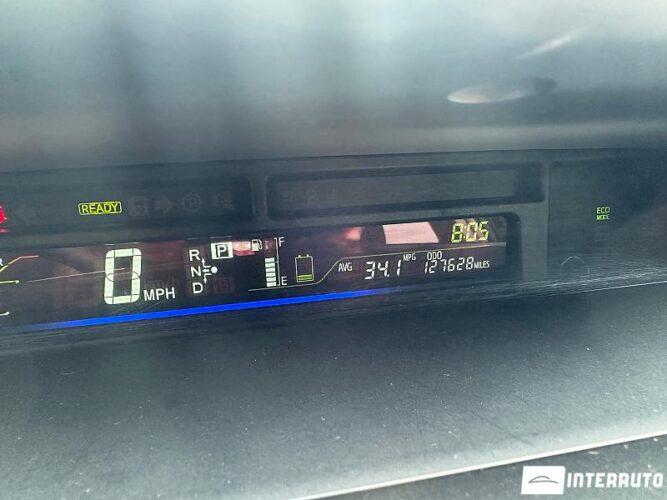 READY
ECO
MODE
8:05
0 MPH
R
N
D
P
F
E
AVG 34.1 MPG
ODO
127628 MILES
INTERAUTO